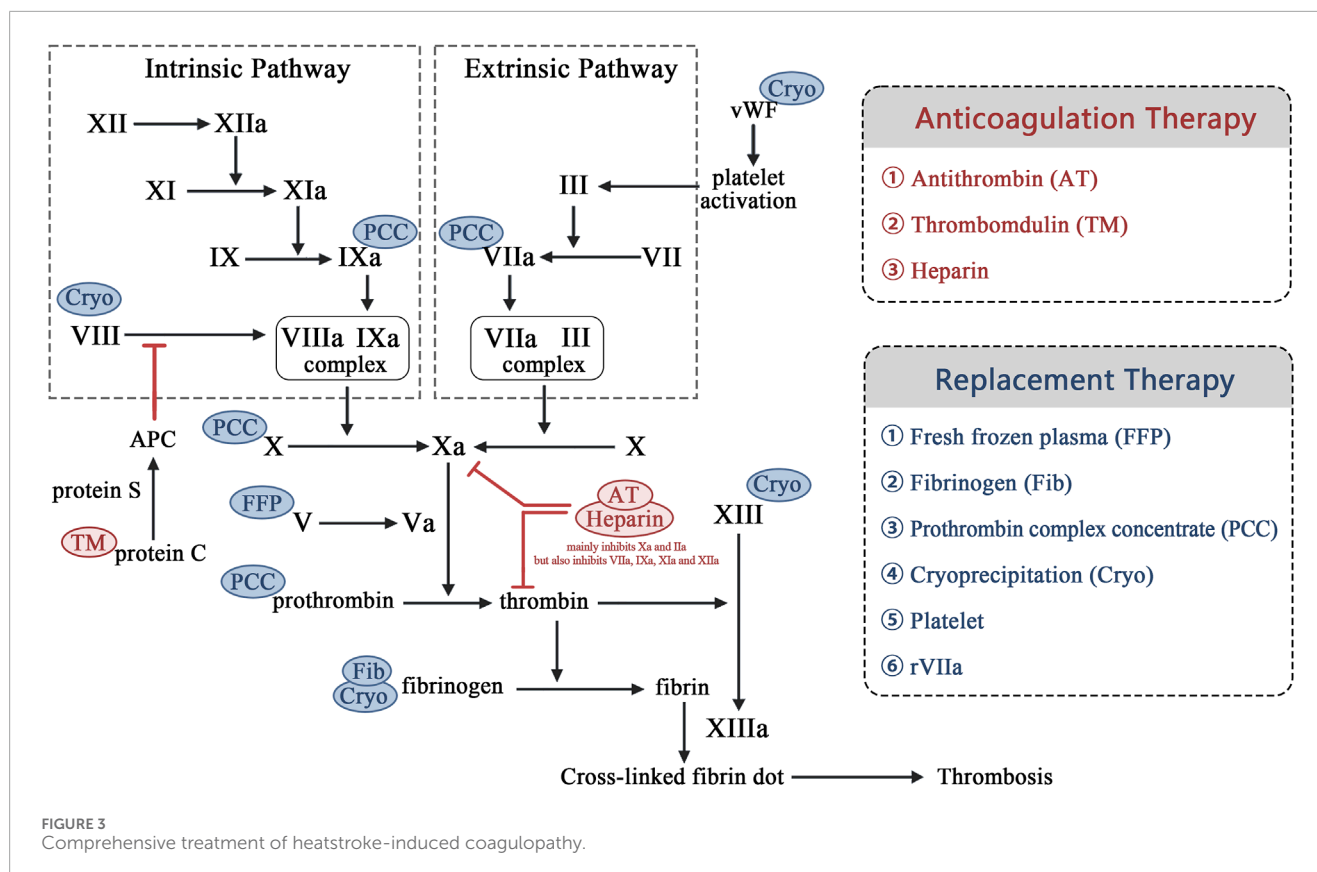 Intrinsic Pathway
XII
XIIa
XI
XIa
IX
IXa
PCC
Cryo
VIII
VIIIa IXa
complex
Extrinsic Pathway
III
PCC
VIIa
VII
VIIa III
complex
Cryo
vWF
platelet
activation
APC
protein S
TM
protein C
PCC
X
Xa
X
FFP
V
Va
AT
Heparin
mainly inhibits Xa and IIa
but also inhibits VIIa, IXa, XIa and XIIa
Cryo
XIII
PCC
prothrombin
thrombin
Fib
Cryo
fibrinogen
fibrin
XIIIa
Cross-linked fibrin dot
Thrombosis
Anticoagulation Therapy
① Antithrombin (AT)
② Thrombomdulin (TM)
③ Heparin
Replacement Therapy
① Fresh frozen plasma (FFP)
② Fibrinogen (Fib)
③ Prothrombin complex concentrate (PCC)
④ Cryoprecipitation (Cryo)
⑤ Platelet
⑥ rVIIa
FIGURE 3
Comprehensive treatment of heatstroke-induced coagulopathy.